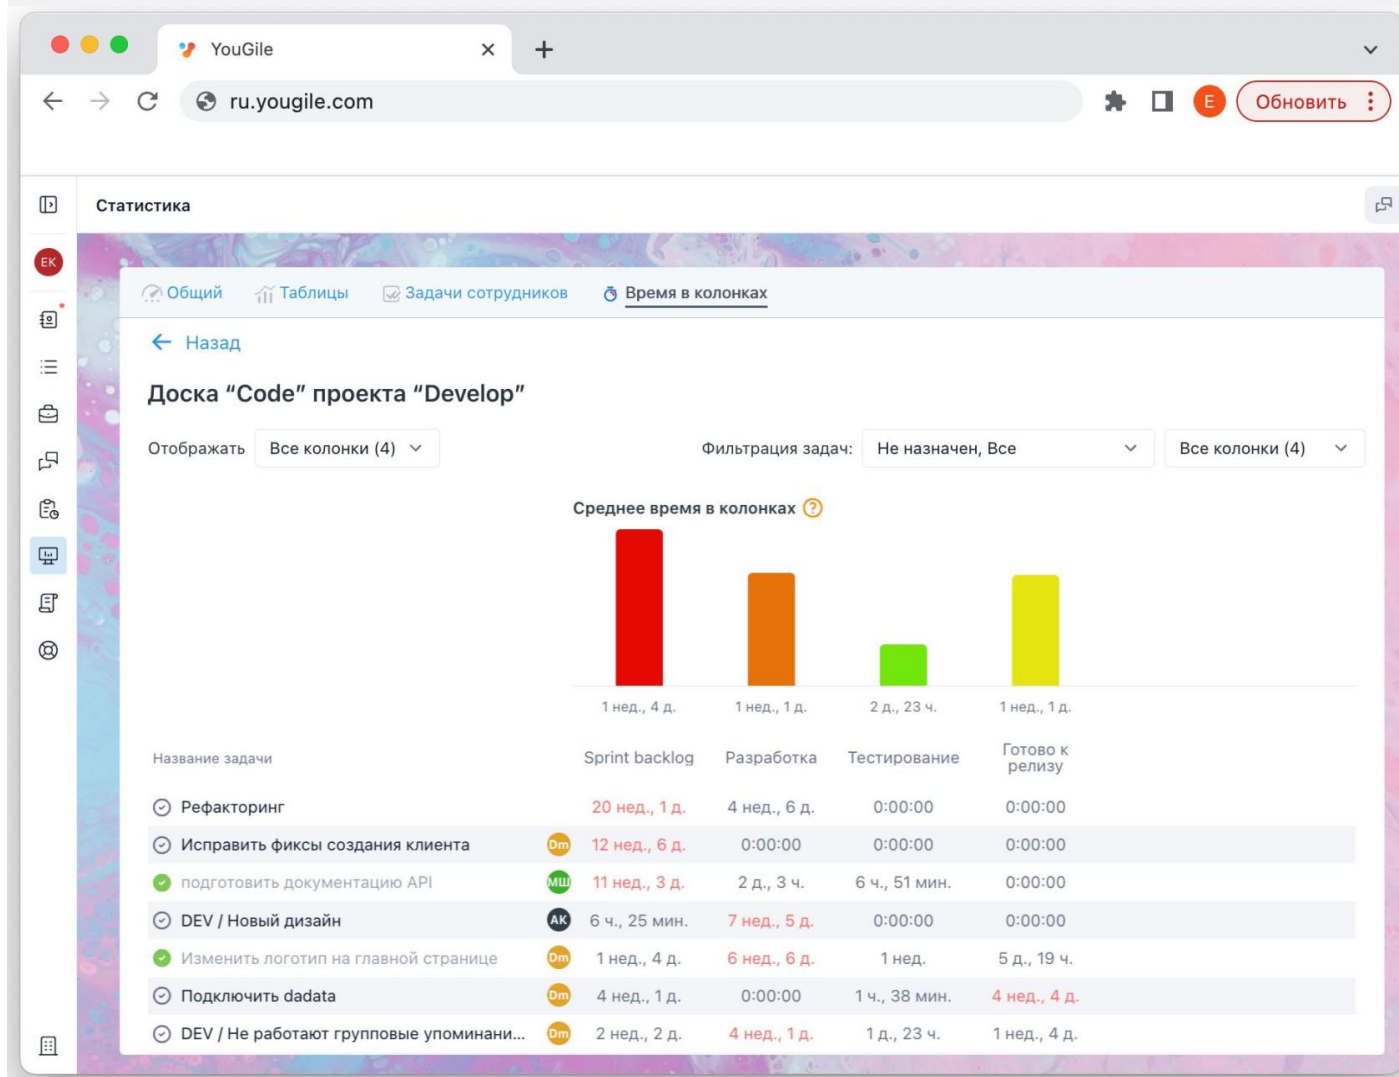 YouGile
ru.yougile.com
E
Обновить
Статистика
EK
Общий Таблицы Задачи сотрудников Время в колонках
Назад
Доска “Code” проекта “Develop”
Отображать Все колонки (4) Фильтрация задач: Не назначен, Все Все колонки (4)
Среднее время в колонках ?
1 нед., 4 д. 1 нед., 1 д. 2 д., 23 ч. 1 нед., 1 д.
Название задачи Sprint backlog Разработка Тестирование Готово к
релизу
Рефакторинг 20 нед., 1 д. 4 нед., 6 д. 0:00:00 0:00:00
Исправить фиксы создания клиента Dm 12 нед., 6 д. 0:00:00 0:00:00 0:00:00
подготовить документацию API МШ 11 нед., 3 д. 2 д., 3 ч. 6 ч., 51 мин. 0:00:00
DEV / Новый дизайн АК 6 ч., 25 мин. 7 нед., 5 д. 0:00:00 0:00:00
Изменить логотип на главной странице Dm 1 нед., 4 д. 6 нед., 6 д. 1 нед. 5 д., 19 ч.
Подключить dadata Dm 4 нед., 1 д. 0:00:00 1 ч., 38 мин. 4 нед., 4 д.
DEV / Не работают групповые упоминани... Dm 2 нед., 2 д. 4 нед., 1 д. 1 д., 23 ч. 1 нед., 4 д.